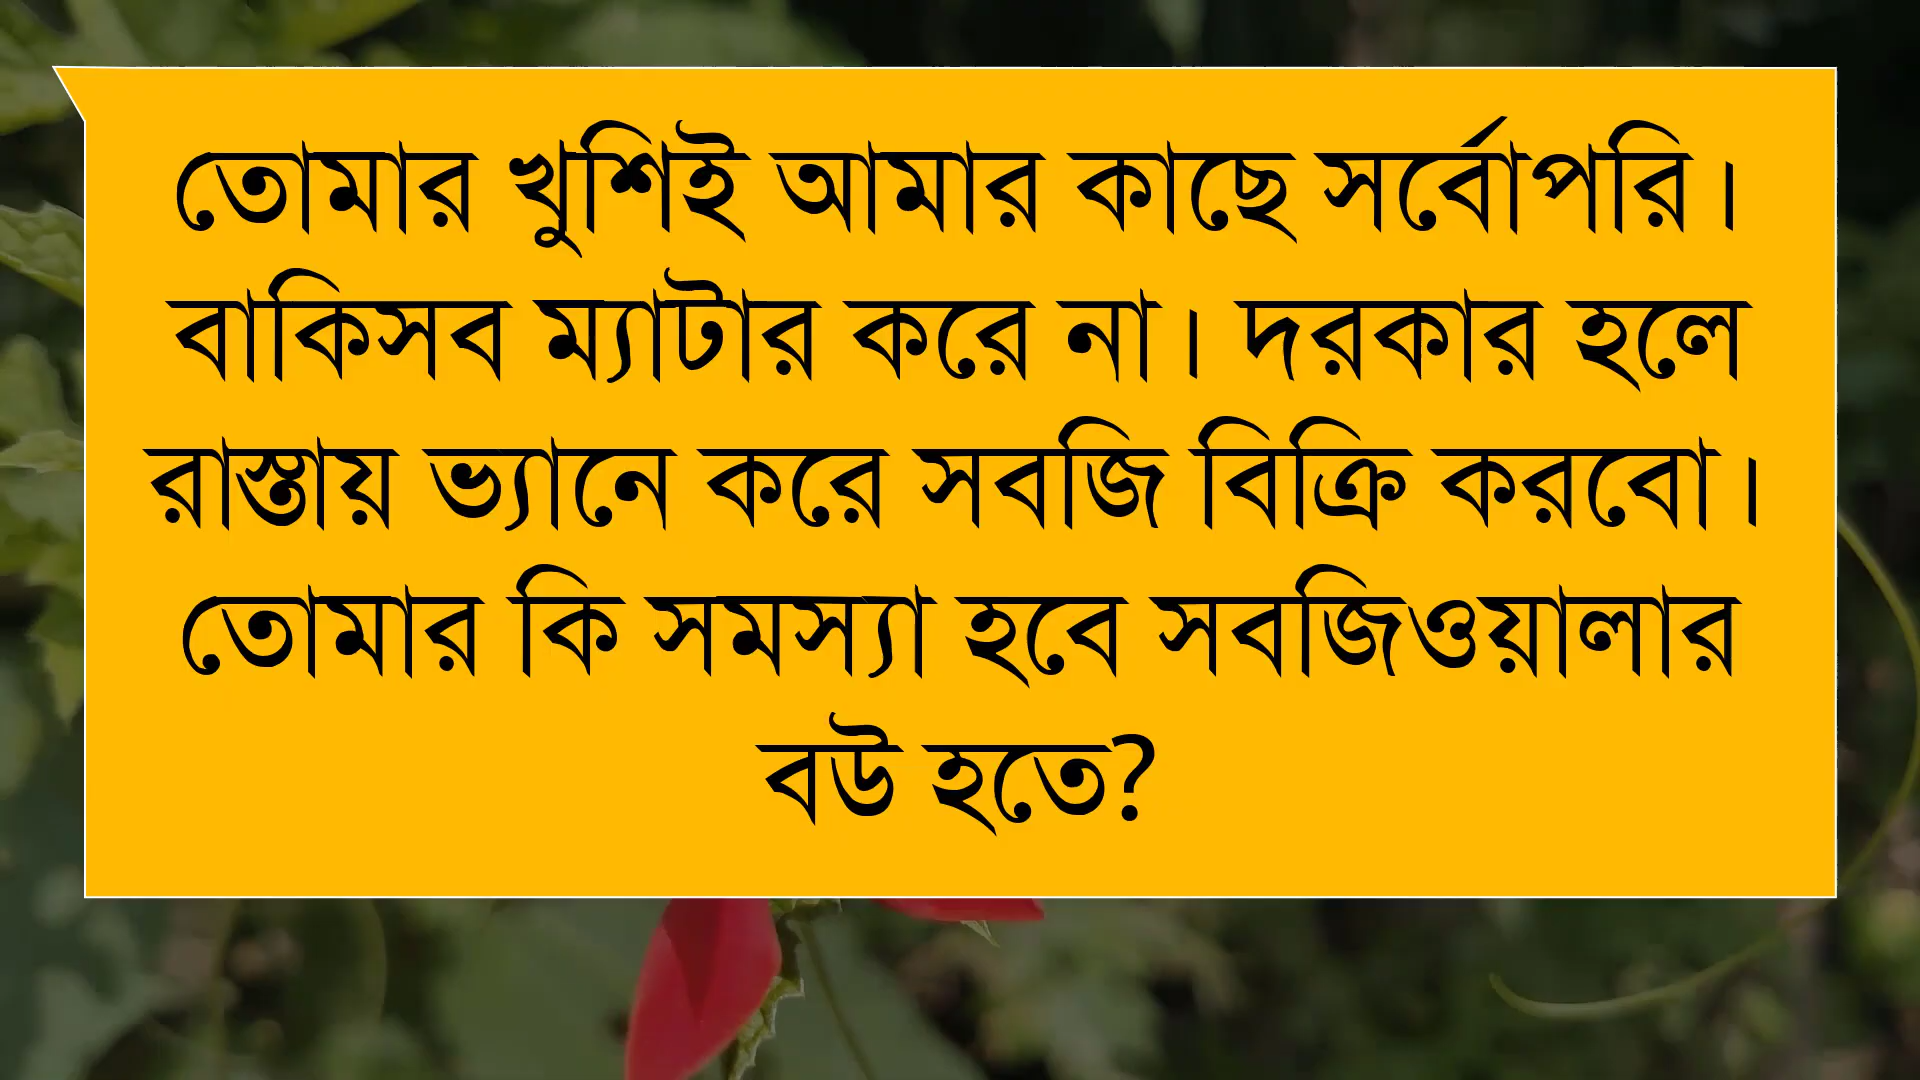 তোমার খুশিই আমার কাছে সর্বোপরি।
বাকিসব ম্যাটার করে না। দরকার হলে
রাস্তায় ভ্যানে করে সবজি বিক্রি করবো।
তোমার কি সমস্যা হবে সবজিওয়ালার
বউ হতে?